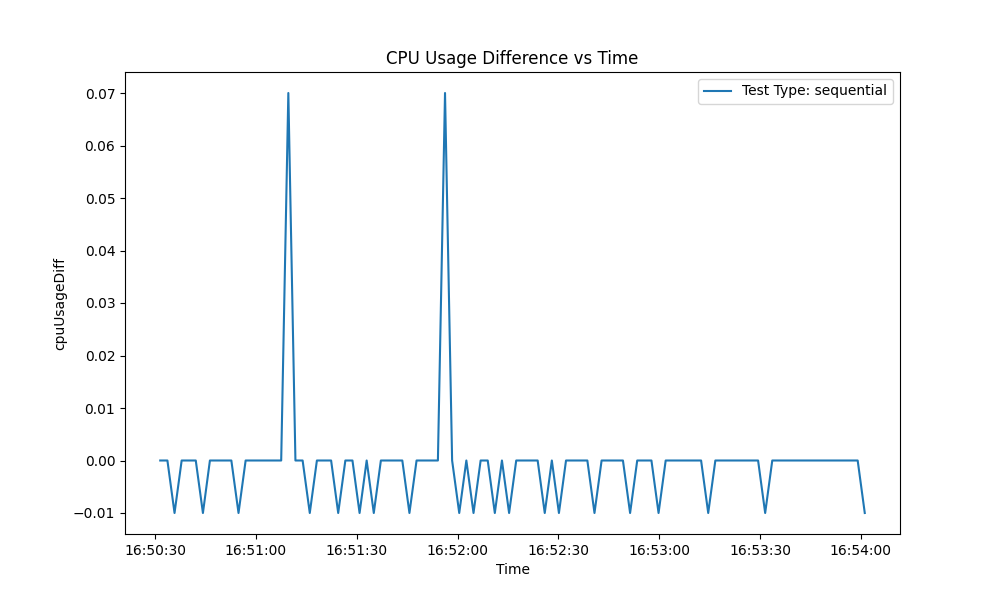 CPU Usage Difference vs Time
Test Type: sequential
cpuUsageDiff
0.07
0.06
0.05
0.04
0.03
0.02
0.01
0.00
−0.01
16:50:30 16:51:00 16:51:30 16:52:00 16:52:30 16:53:00 16:53:30 16:54:00
Time